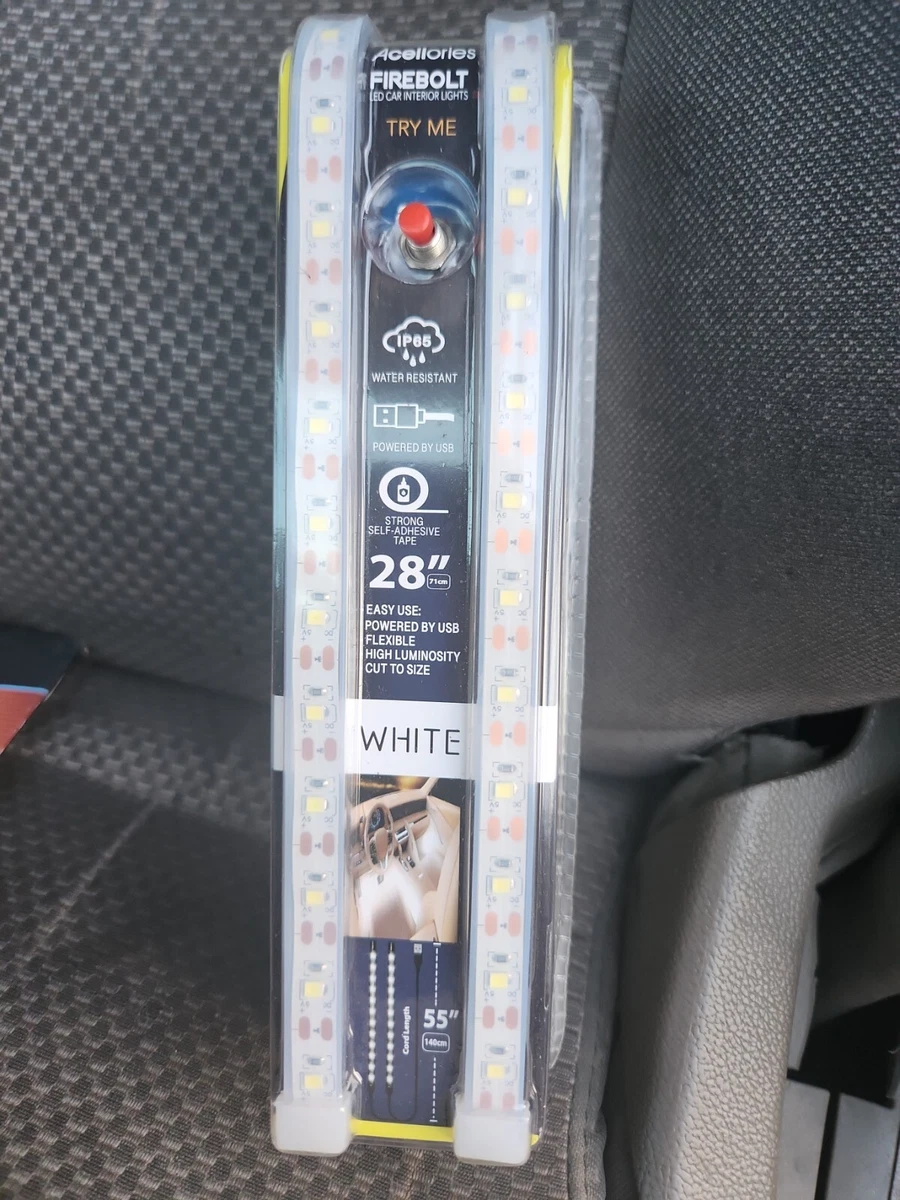 Acellories
FIREBOLT
LED CAR INTERIOR LIGHTS
TRY ME
IP65
WATER RESISTANT
POWERED BY USB
STRONG
SELF-ADHESIVE
TAPE
28"
71cm
EASY USE:
POWERED BY USB
FLEXIBLE
HIGH LUMINOSITY
CUT TO SIZE
WHITE
Cord Length
55"
140cm